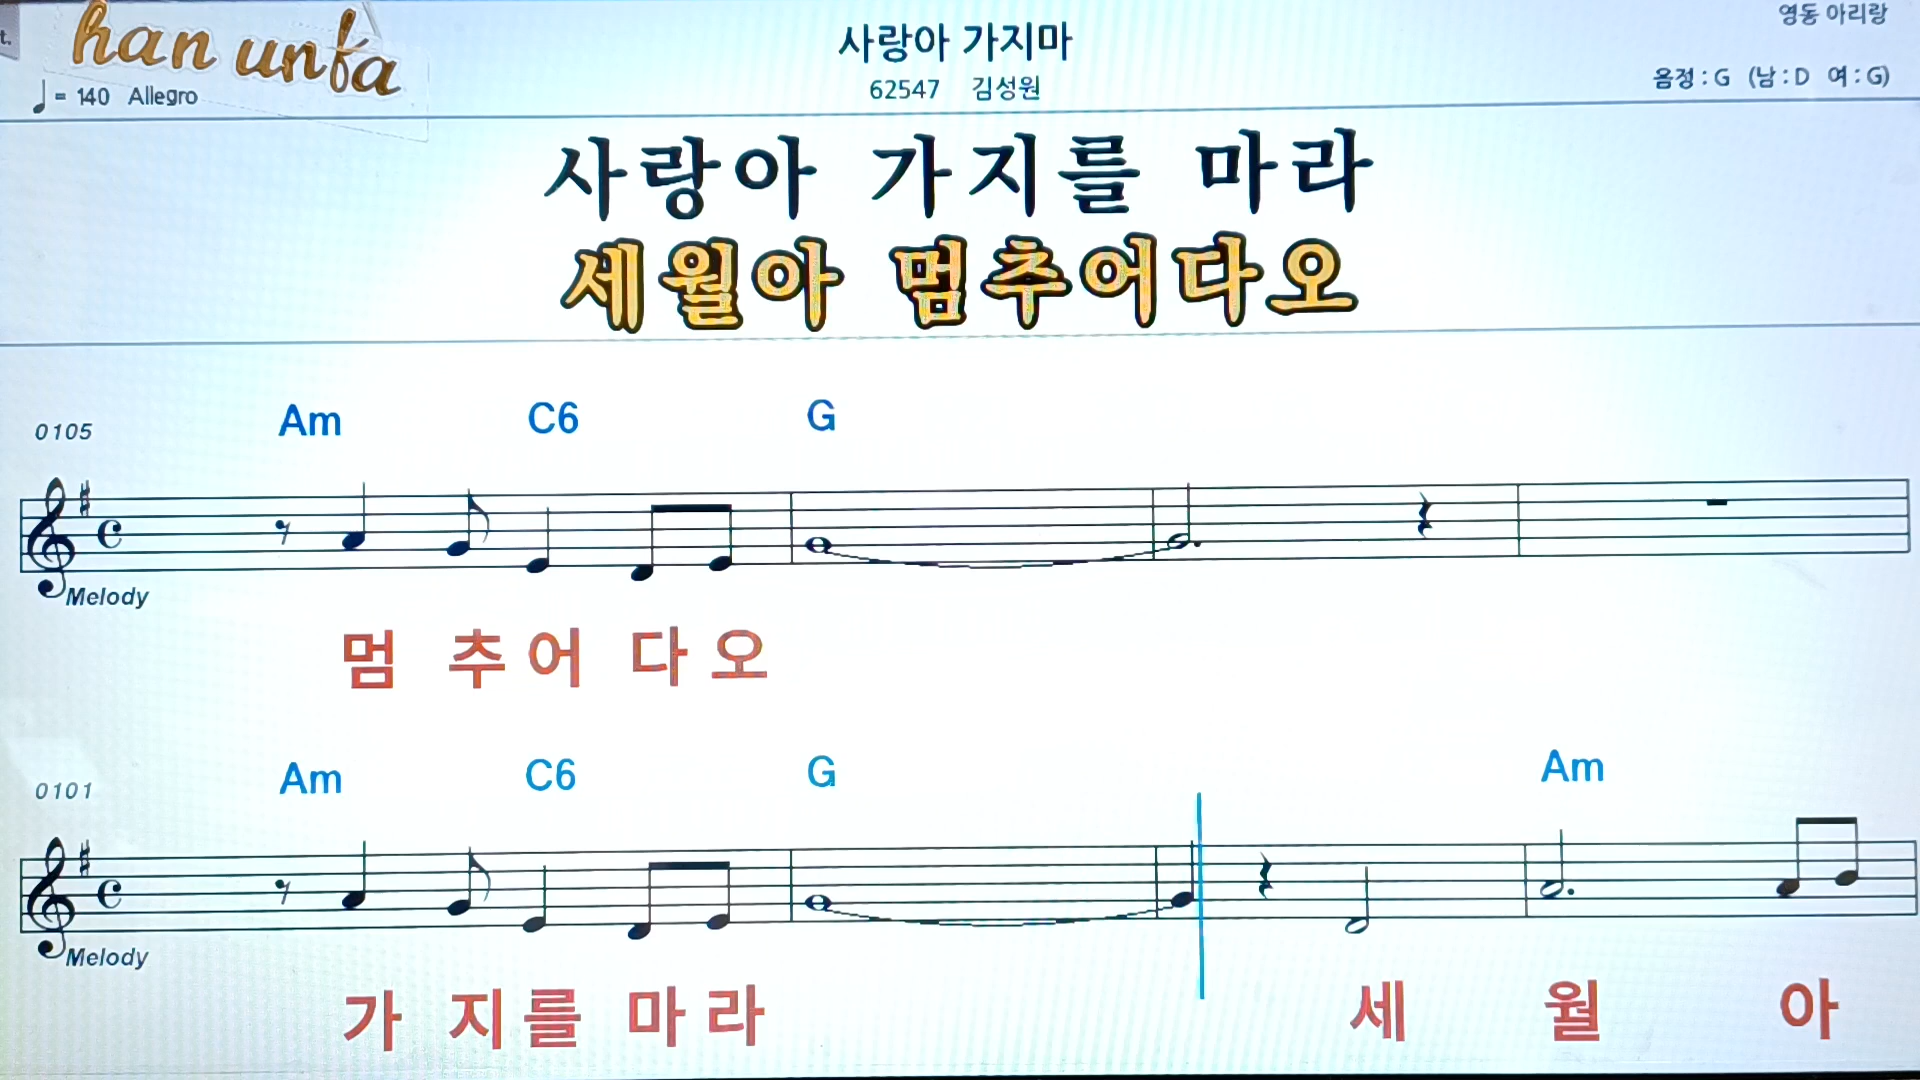 t.
han unfa
사랑아 가지마
영동 아리랑
♩= 140 Allegro
62547 김성원
음정 : G (남 : D 여 : G)
사랑아 가지를 마라
세월아 멈추어다오
0105 Am C6 G
Melody
멈 추 어 다 오
0101 Am C6 G Am
Melody
가 지 를 마 라 세 월 아